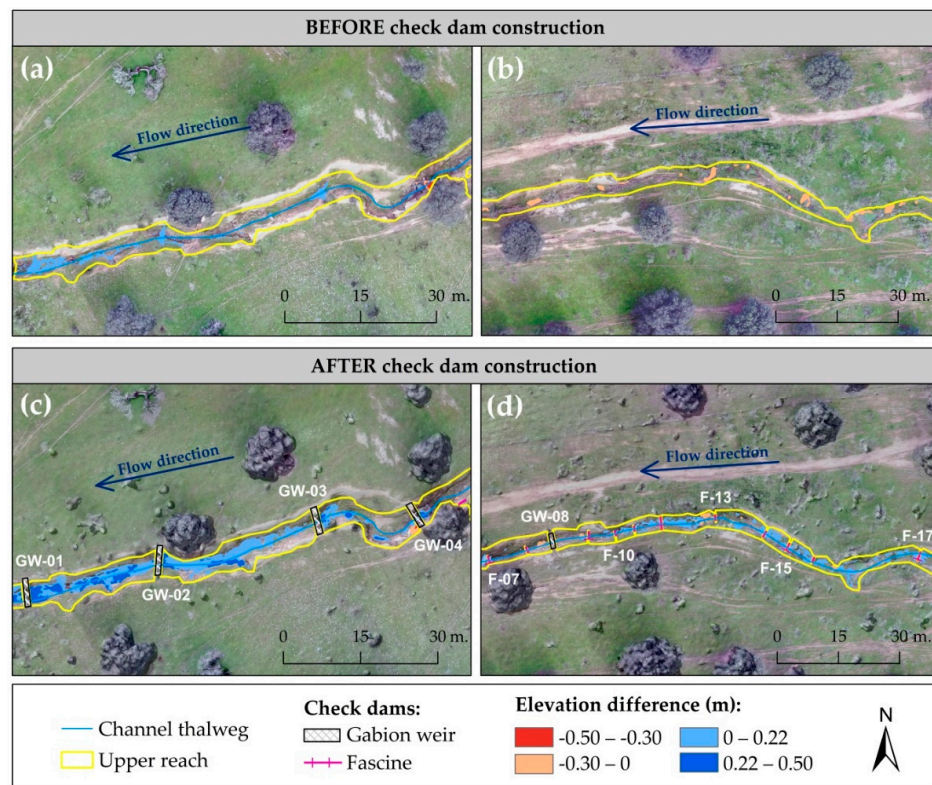 BEFORE check dam construction
(a)
(b)
Flow direction
Flow direction
0 15 30 m.
0 15 30 m.
AFTER check dam construction
(c)
(d)
Flow direction
Flow direction
GW-03
F-13
GW-08
GW-01
GW-04
F-10
F-17
GW-02
F-07
F-15
0 15 30 m.
0 15 30 m.
Channel thalweg
Upper reach
Check dams:
Gabion weir
Fascine
Elevation difference (m):
-0.50 – -0.30
0 – 0.22
-0.30 – 0
0.22 – 0.50
N